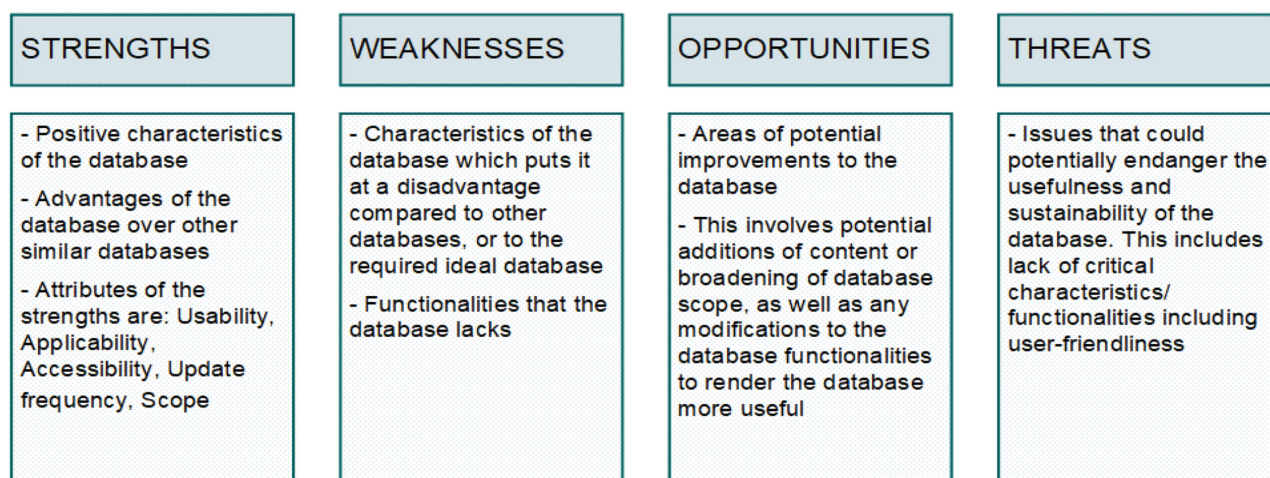 STRENGTHS
- Positive characteristics
of the database
- Advantages of the
database over other
similar databases
- Attributes of the
strengths are: Usability,
Applicability,
Accessibility, Update
frequency, Scope
WEAKNESSES
- Characteristics of the
database which puts it
at a disadvantage
compared to other
databases, or to the
required ideal database
- Functionalities that the
database lacks
OPPORTUNITIES
- Areas of potential
improvements to the
database
- This involves potential
additions of content or
broadening of database
scope, as well as any
modifications to the
database functionalities
to render the database
more useful
THREATS
- Issues that could
potentially endanger the
usefulness and
sustainability of the
database. This includes
lack of critical
characteristics/
functionalities including
user-friendliness